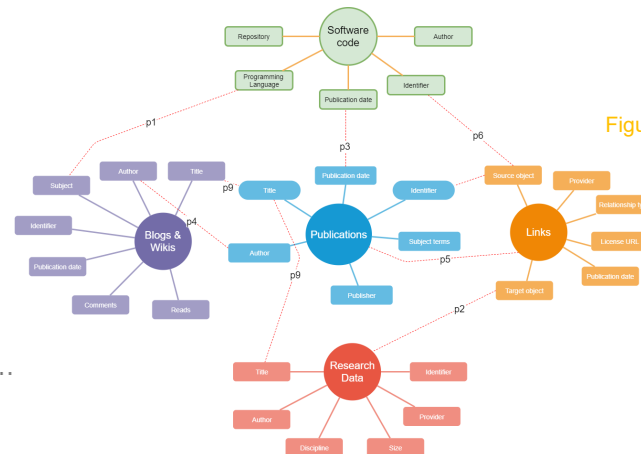 Software
code
Repository
Author
Programming
Language
Publication date
Identifier
p1
p3
p6
Figu
Subject
Author
Title
p9
Title
Publication date
Identifier
Source object
Provider
Relationship ty
Identifier
Blogs &
Wikis
p4
Publications
Subject terms
Links
License URL
Publication date
Author
p9
p5
Publication date
Comments
Reads
Publisher
Target object
p2
..
Title
Research
Data
Identifier
Author
Provider
Discipline
Size